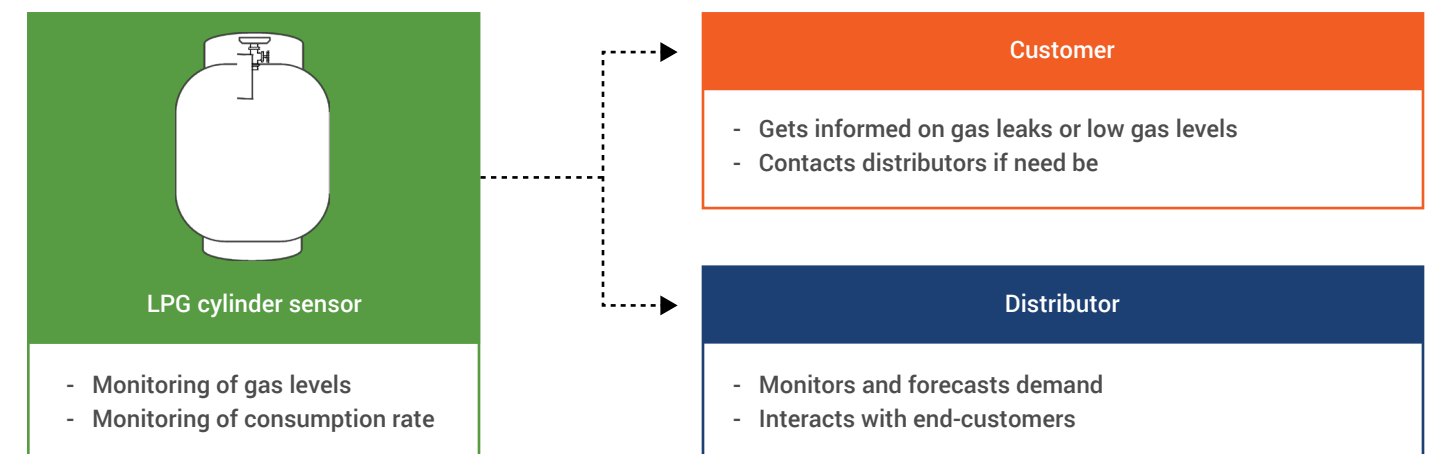 LPG cylinder sensor
- Monitoring of gas levels
- Monitoring of consumption rate
Customer
- Gets informed on gas leaks or low gas levels
- Contacts distributors if need be
Distributor
- Monitors and forecasts demand
- Interacts with end-customers